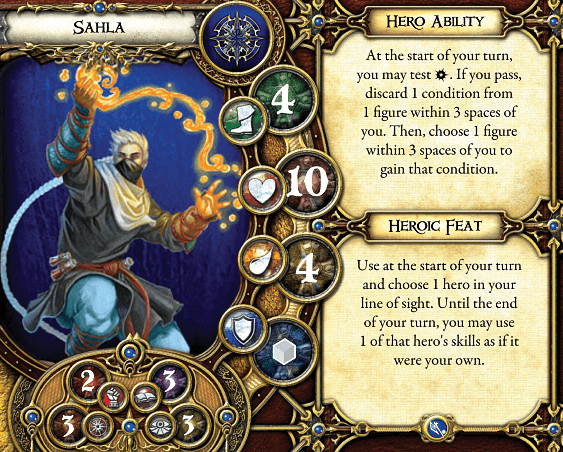 Sahla
4
10
4
2
3
3
3
Hero Ability
At the start of your turn,
you may test . If you pass,
discard 1 condition from
1 figure within 3 spaces of
you. Then, choose 1 figure
within 3 spaces of you to
gain that condition.
Heroic Feat
Use at the start of your turn
and choose 1 hero in your
line of sight. Until the end
of your turn, you may use
1 of that hero's skills as if it
were your own.